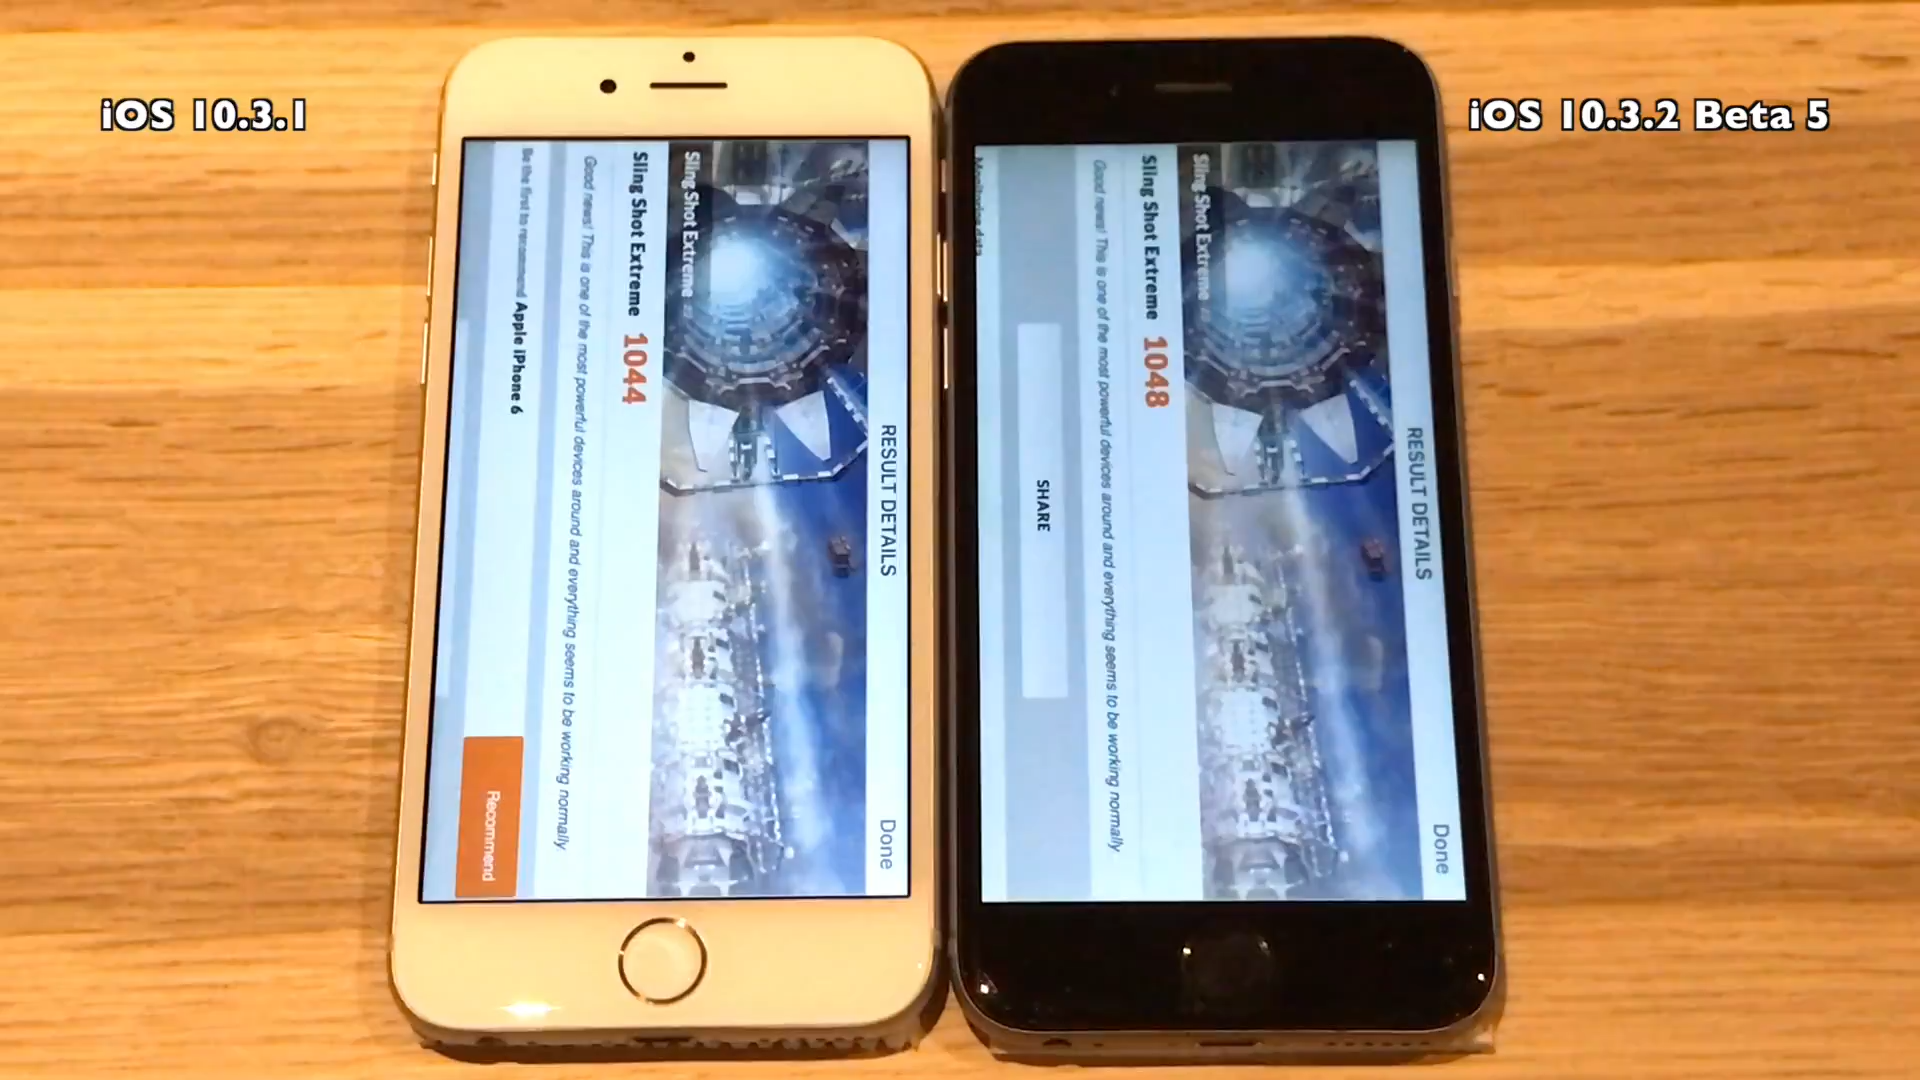 iOS 10.3.1
iOS 10.3.2 Beta 5
RESULT DETAILS
Done
Sling Shot Extreme
Sling Shot Extreme 1044
Good news! This is one of the most powerful devices around and everything seems to be working normally.
Be the first to recommend Apple iPhone 6
Recommend
RESULT DETAILS
Done
Sling Shot Extreme
Sling Shot Extreme 1048
Good news! This is one of the most powerful devices around and everything seems to be working normally
SHARE
Monitoring data